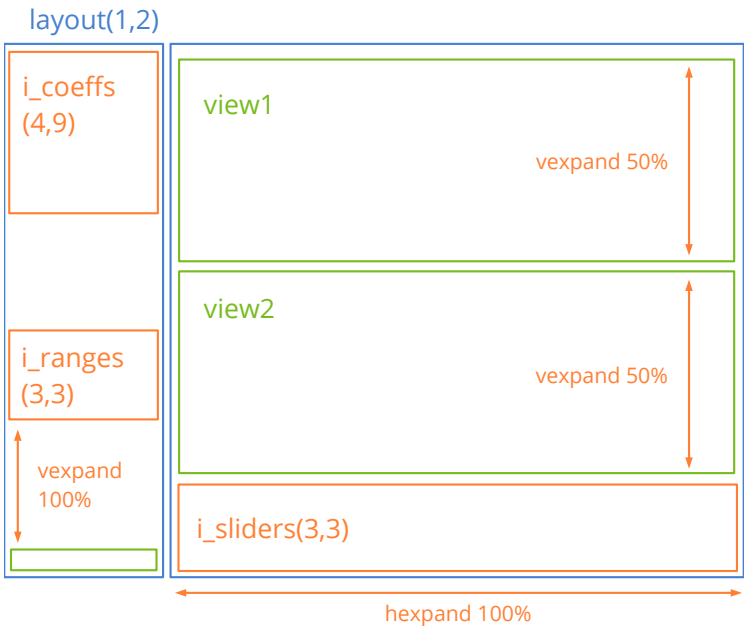 layout(1,2)
i_coeffs
(4,9)
view1
vexpand 50%
view2
i_ranges
(3,3)
vexpand 50%
vexpand
100%
i_sliders(3,3)
hexpand 100%